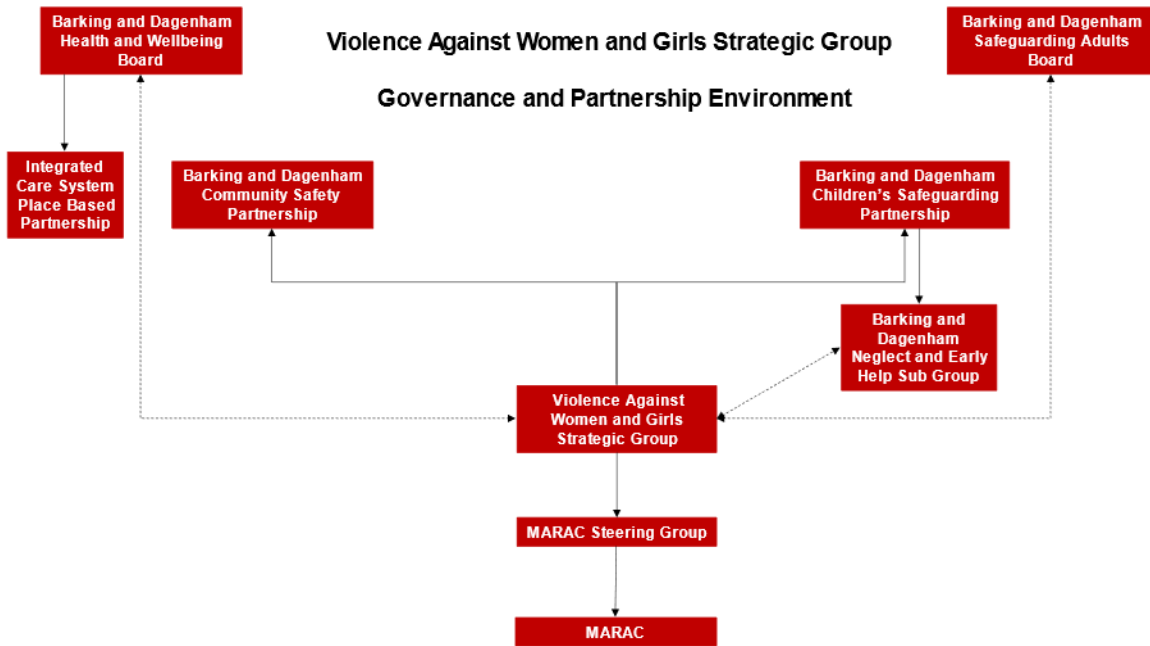 Barking and Dagenham
Health and Wellbeing
Board
Violence Against Women and Girls Strategic Group
Governance and Partnership Environment
Barking and Dagenham
Safeguarding Adults
Board
Integrated
Care System
Place Based
Partnership
Barking and Dagenham
Community Safety
Partnership
Barking and Dagenham
Children’s Safeguarding
Partnership
Barking and
Dagenham
Neglect and Early
Help Sub Group
Violence Against
Women and Girls
Strategic Group
MARAC Steering Group
MARAC